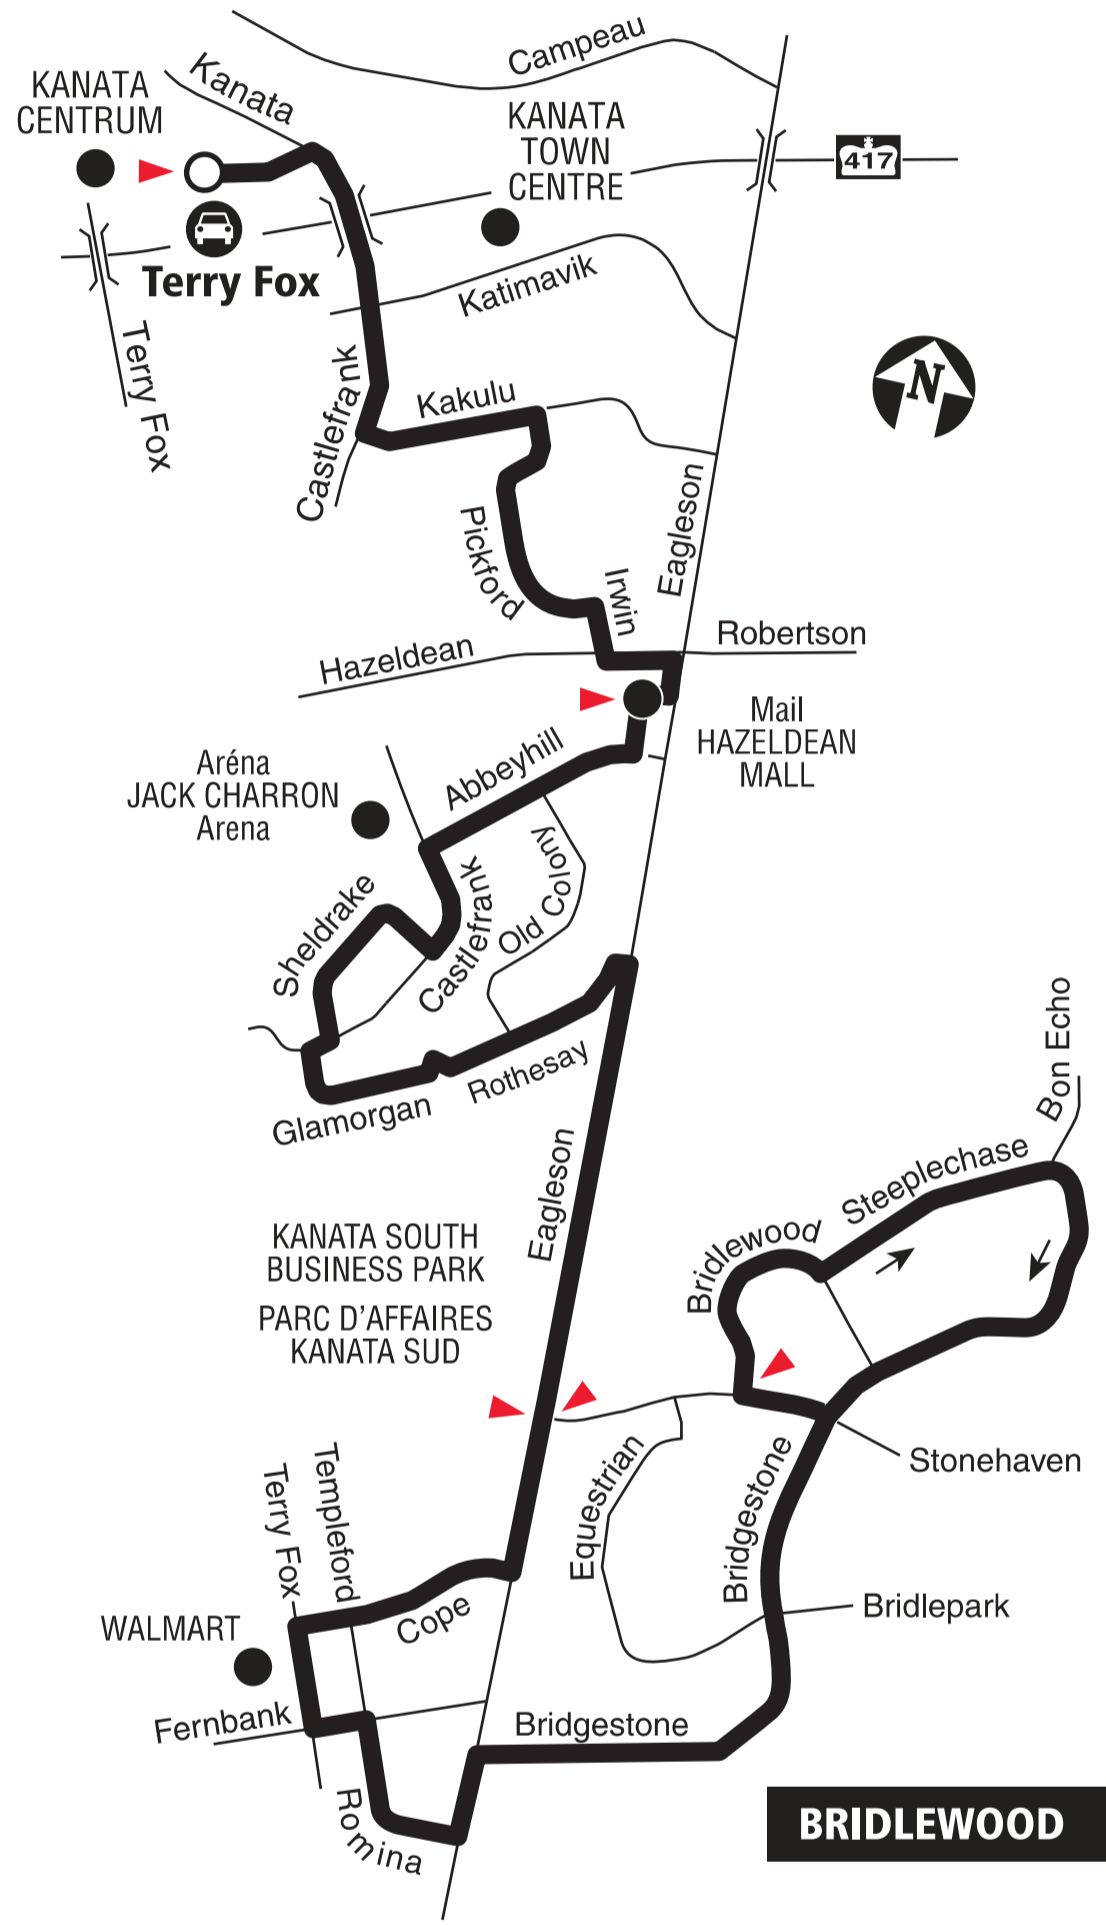 Campeau
Kanata
KANATA
CENTRUM
KANATA
TOWN
CENTRE
417
Terry Fox
Katimavik
N
Terry Fox
Castlefrank
Kakulu
Eagleson
Pickford
Irwin
Robertson
Hazeldean
Mail
HAZELDEAN
MALL
Abbeyhill
Aréna
JACK CHARRON
Arena
Old Colony
Sheldrake
Castlefrank
Bon Echo
Rothesay
Glamorgan
Eagleson
Steeplechase
Bridlewood
KANATA SOUTH
BUSINESS PARK
PARC D'AFFAIRES
KANATA SUD
Stonehaven
Equestrian
Bridgestone
Terry Fox
Templeford
Bridlepark
Cope
WALMART
Fernbank
Bridgestone
Romina
BRIDLEWOOD